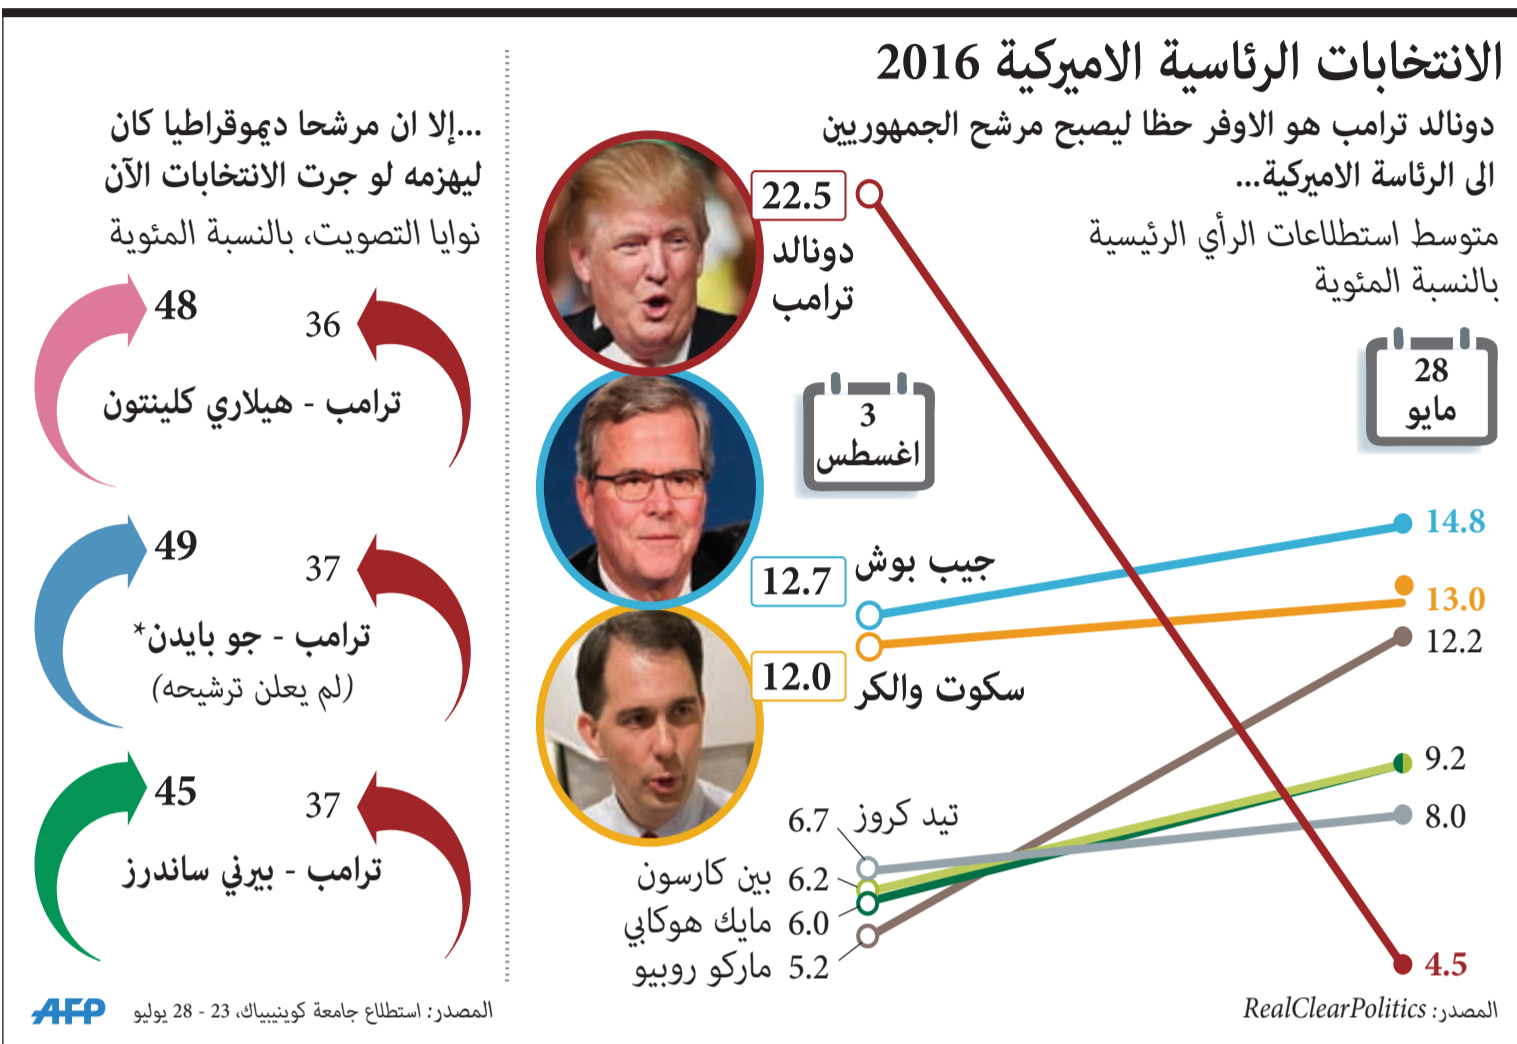 الانتخابات الرئاسية الاميركية 2016
دونالد ترامب هو الاوفر حظا ليصبح مرشح الجمهوريين
الى الرئاسة الاميركية...
متوسط استطلاعات الرأي الرئيسية
بالنسبة المئوية
28
مايو
3
اغسطس
22.5
دونالد
ترامب
4.5
جيب بوش
12.7
14.8
سكوت والكر
12.0
13.0
12.2
9.2
8.0
تيد كروز 6.7
بين كارسون 6.2
مايك هوكابي 6.0
ماركو روبيو 5.2
المصدر: RealClearPolitics
...إلا ان مرشحا ديموقراطيا كان
ليهزمه لو جرت الانتخابات الآن
نوايا التصويت، بالنسبة المئوية
36 48
ترامب - هيلاري كلينتون
37 49
ترامب - جو بايدن*
(لم يعلن ترشيحه)
37 45
ترامب - بيرني ساندرز
المصدر: استطلاع جامعة كوينيبياك، 23 - 28 يوليو
AFP